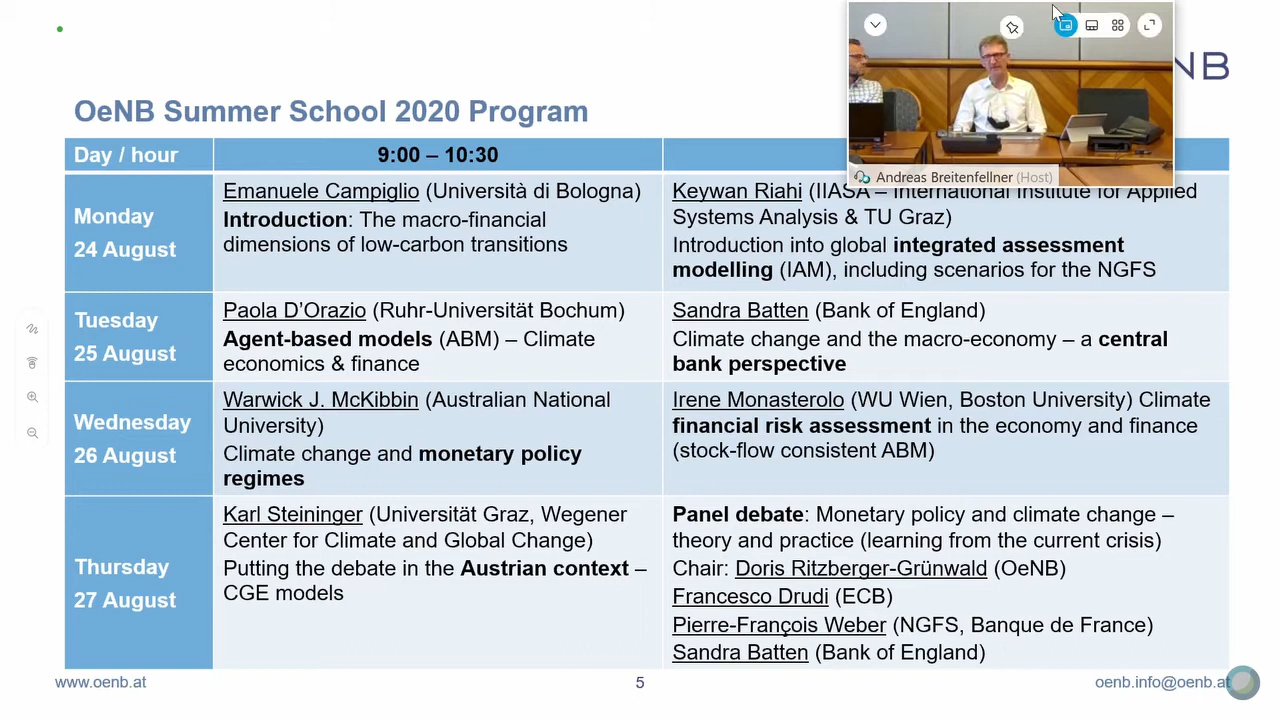 NB
OeNB Summer School 2020 Program
Andreas Breitenfellner (Host)
Day / hour
9:00 – 10:30
Monday
24 August
Emanuele Campiglio (Università di Bologna)
Introduction: The macro-financial
dimensions of low-carbon transitions
Keywan Riahi (IIASA – International Institute for Applied
Systems Analysis & TU Graz)
Introduction into global integrated assessment
modelling (IAM), including scenarios for the NGFS
Tuesday
25 August
Paola D’Orazio (Ruhr-Universität Bochum)
Agent-based models (ABM) – Climate
economics & finance
Sandra Batten (Bank of England)
Climate change and the macro-economy – a central
bank perspective
Wednesday
26 August
Warwick J. McKibbin (Australian National
University)
Climate change and monetary policy
regimes
Irene Monasterolo (WU Wien, Boston University) Climate
financial risk assessment in the economy and finance
(stock-flow consistent ABM)
Thursday
27 August
Karl Steininger (Universität Graz, Wegener
Center for Climate and Global Change)
Putting the debate in the Austrian context –
CGE models
Panel debate: Monetary policy and climate change –
theory and practice (learning from the current crisis)
Chair: Doris Ritzberger-Grünwald (OeNB)
Francesco Drudi (ECB)
Pierre-François Weber (NGFS, Banque de France)
Sandra Batten (Bank of England)
www.oenb.at
5
oenb.info@oenb.at